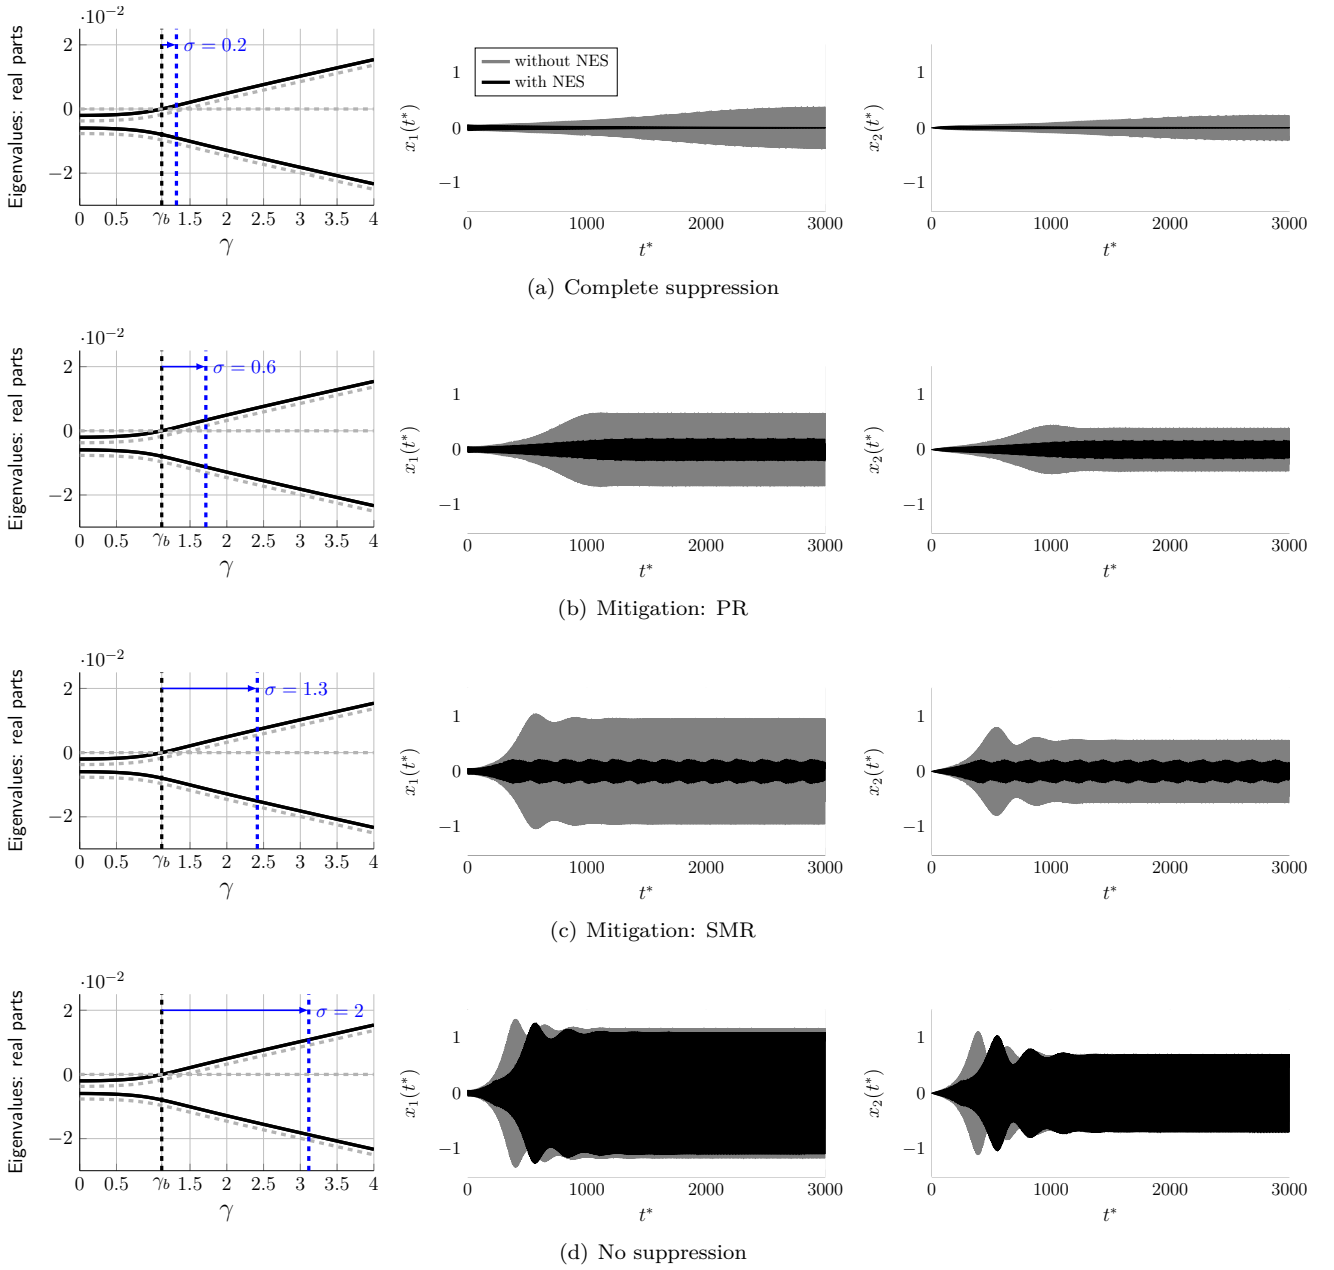 ·10⁻²
Eigenvalues: real parts
2
0
−2
σ = 0.2
0 0.5 γb 1.5 2 2.5 3 3.5 4
γ
x₁(t*)
1
0
−1
without NES
with NES
0 1000 2000 3000
t*
x₂(t*)
1
0
−1
0 1000 2000 3000
t*
(a) Complete suppression
·10⁻²
Eigenvalues: real parts
2
0
−2
σ = 0.6
0 0.5 γb 1.5 2 2.5 3 3.5 4
γ
x₁(t*)
1
0
−1
0 1000 2000 3000
t*
x₂(t*)
1
0
−1
0 1000 2000 3000
t*
(b) Mitigation: PR
·10⁻²
Eigenvalues: real parts
2
0
−2
σ = 1.3
0 0.5 γb 1.5 2 2.5 3 3.5 4
γ
x₁(t*)
1
0
−1
0 1000 2000 3000
t*
x₂(t*)
1
0
−1
0 1000 2000 3000
t*
(c) Mitigation: SMR
·10⁻²
Eigenvalues: real parts
2
0
−2
σ = 2
0 0.5 γb 1.5 2 2.5 3 3.5 4
γ
x₁(t*)
1
0
−1
0 1000 2000 3000
t*
x₂(t*)
1
0
−1
0 1000 2000 3000
t*
(d) No suppression